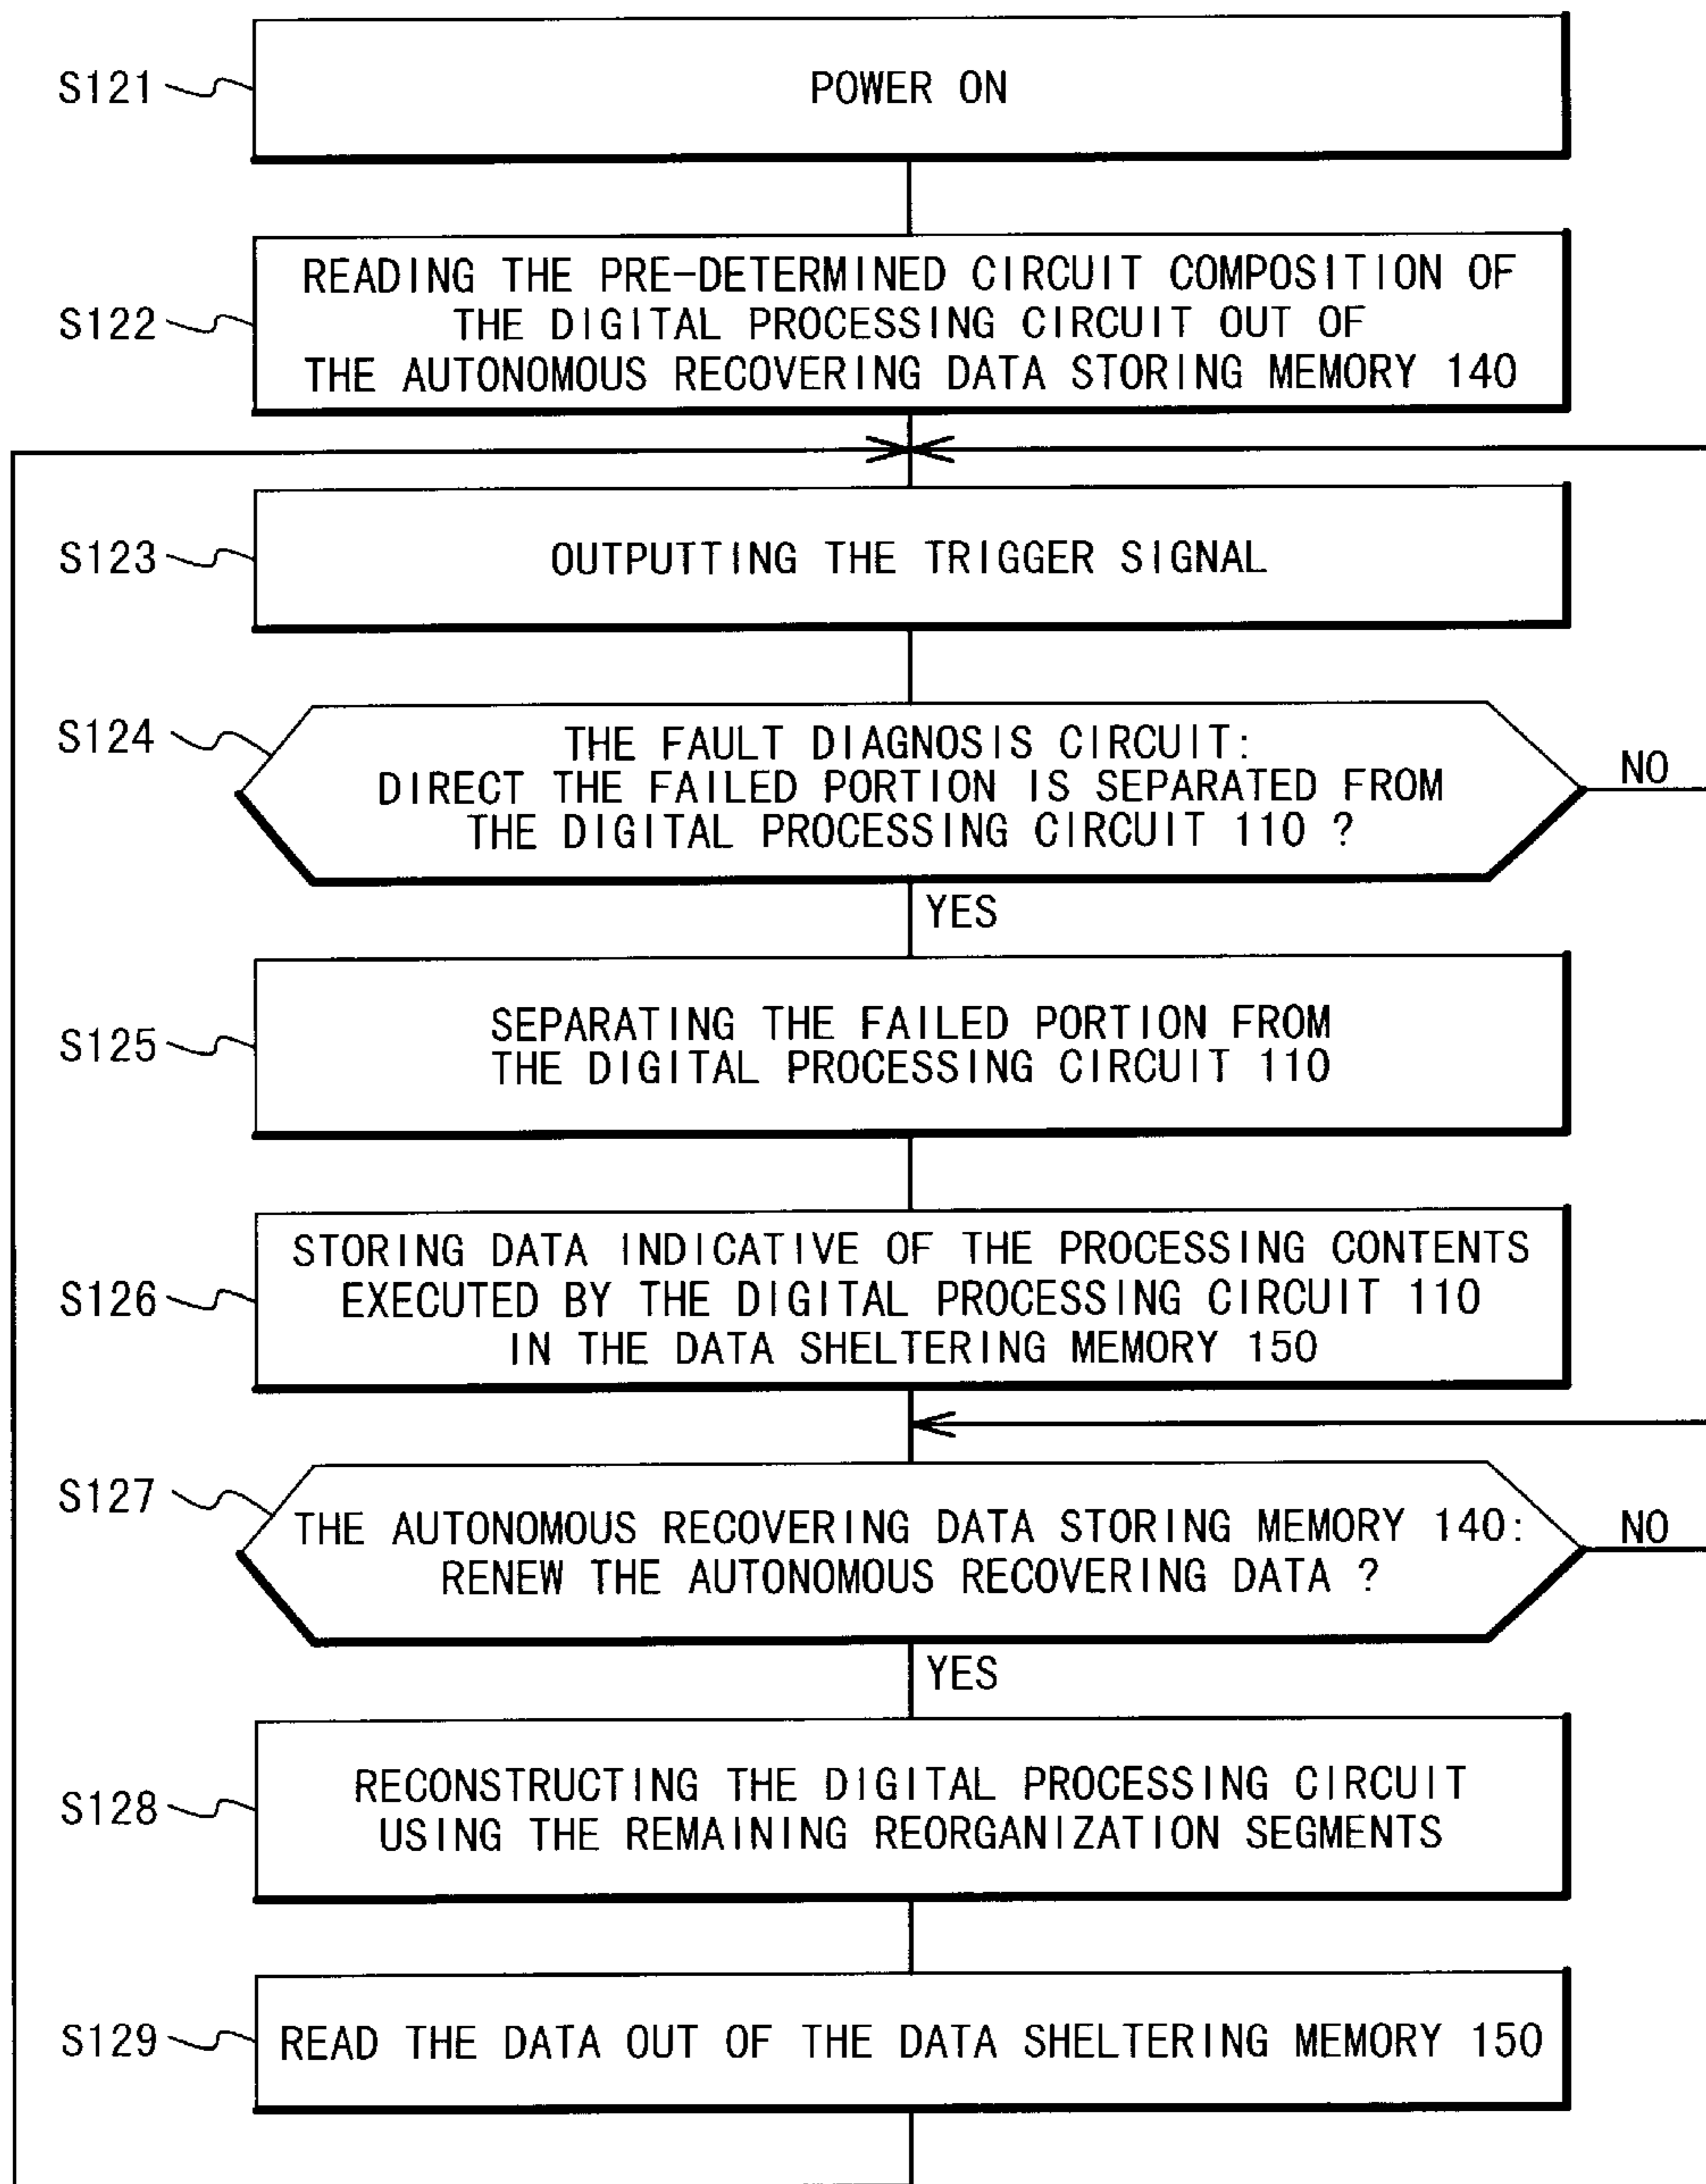 S121
POWER ON
S122
READING THE PRE-DETERMINED CIRCUIT COMPOSITION OF
THE DIGITAL PROCESSING CIRCUIT OUT OF
THE AUTONOMOUS RECOVERING DATA STORING MEMORY 140
S123
OUTPUTTING THE TRIGGER SIGNAL
S124
THE FAULT DIAGNOSIS CIRCUIT:
DIRECT THE FAILED PORTION IS SEPARATED FROM
THE DIGITAL PROCESSING CIRCUIT 110 ?
NO
YES
S125
SEPARATING THE FAILED PORTION FROM
THE DIGITAL PROCESSING CIRCUIT 110
S126
STORING DATA INDICATIVE OF THE PROCESSING CONTENTS
EXECUTED BY THE DIGITAL PROCESSING CIRCUIT 110
IN THE DATA SHELTERING MEMORY 150
S127
THE AUTONOMOUS RECOVERING DATA STORING MEMORY 140:
RENEW THE AUTONOMOUS RECOVERING DATA ?
NO
YES
S128
RECONSTRUCTING THE DIGITAL PROCESSING CIRCUIT
USING THE REMAINING REORGANIZATION SEGMENTS
S129
READ THE DATA OUT OF THE DATA SHELTERING MEMORY 150